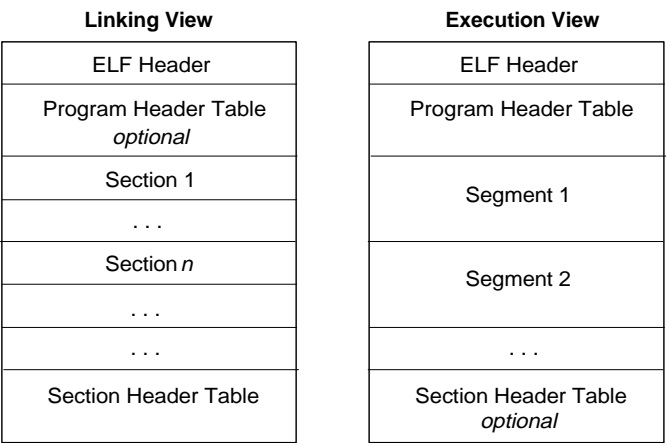 Linking View
ELF Header
Program Header Table
optional
Section 1
. . .
Section n
. . .
. . .
Section Header Table
Execution View
ELF Header
Program Header Table
Segment 1
Segment 2
. . .
Section Header Table
optional